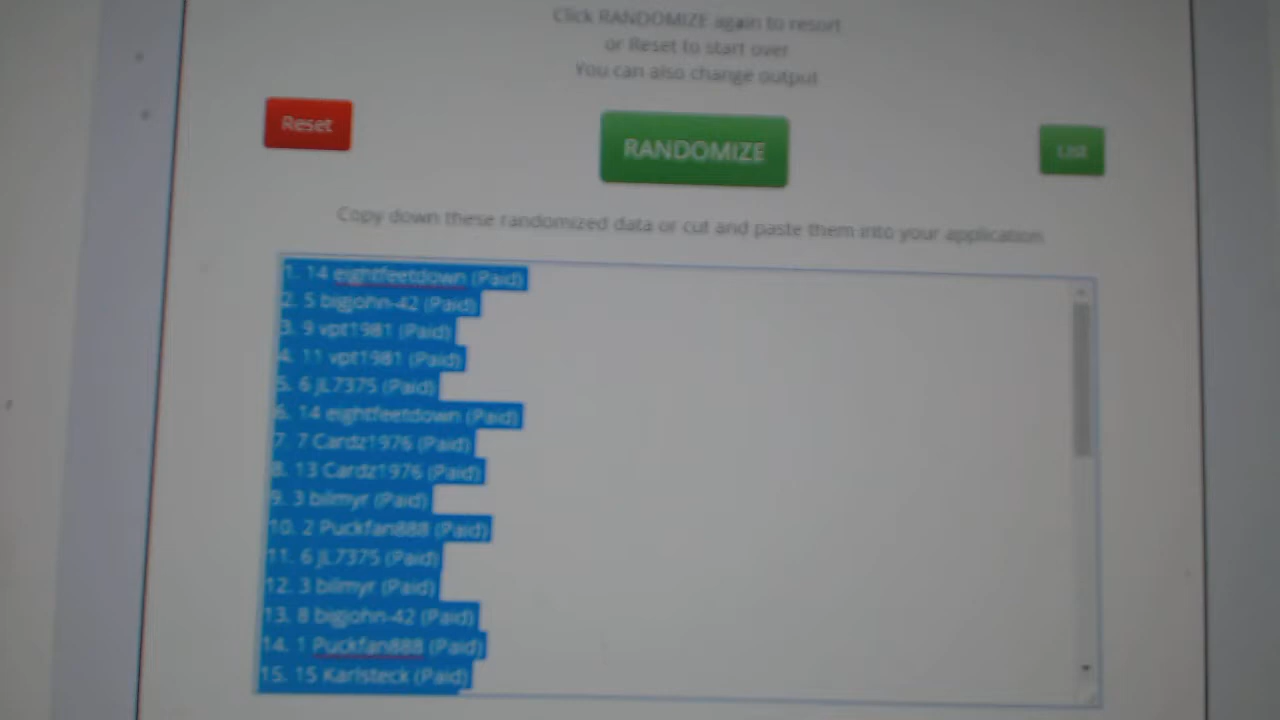 Click RANDOMIZE again to resort
or Reset to start over
You can also change output
Reset
RANDOMIZE
List
Copy down these randomized data or cut and paste them into your application.
1. 14 eightfeetdown (Paid)
2. 5 bigjohn-42 (Paid)
3. 9 vpt1981 (Paid)
4. 11 vpt1981 (Paid)
5. 6 JL7375 (Paid)
6. 14 eightfeetdown (Paid)
7. 7 Cardz1976 (Paid)
8. 13 Cardz1976 (Paid)
9. 3 bilmyr (Paid)
10. 2 Puckfan888 (Paid)
11. 6 JL7375 (Paid)
12. 3 bilmyr (Paid)
13. 8 bigjohn-42 (Paid)
14. 1 Puckfan888 (Paid)
15. 15 Karlsteck (Paid)